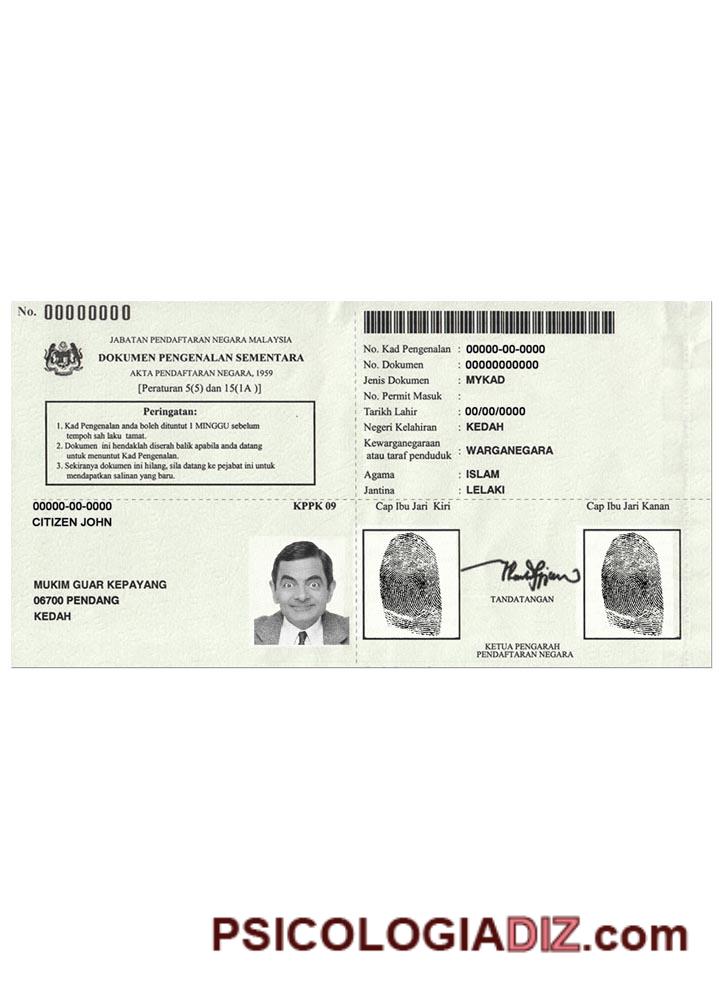 No. 00000000
JABATAN PENDAFTARAN NEGARA MALAYSIA
DOKUMEN PENGENALAN SEMENTARA
AKTA PENDAFTARAN NEGARA, 1959
[Peraturan 5(5) dan 15(1A )]
Peringatan:
1. Kad Pengenalan anda boleh dituntut 1 MINGGU sebelum
tempoh sah laku tamat.
2. Dokumen ini hendaklah diserah balik apabila anda datang
untuk menuntut Kad Pengenalan.
3. Sekiranya dokumen ini hilang, sila datang ke pejabat ini untuk
mendapatkan salinan yang baru.
00000-00-0000 KPPK 09
CITIZEN JOHN
MUKIM GUAR KEPAYANG
06700 PENDANG
KEDAH
No. Kad Pengenalan : 00000-00-0000
No. Dokumen : 00000000000
Jenis Dokumen : MYKAD
No. Permit Masuk :
Tarikh Lahir : 00/00/0000
Negeri Kelahiran : KEDAH
Kewarganegaraan
atau taraf penduduk : WARGANEGARA
Agama : ISLAM
Jantina : LELAKI
Cap Ibu Jari Kiri Cap Ibu Jari Kanan
TANDATANGAN
KETUA PENGARAH
PENDAFTARAN NEGARA
PSICOLOGIADIZ.com